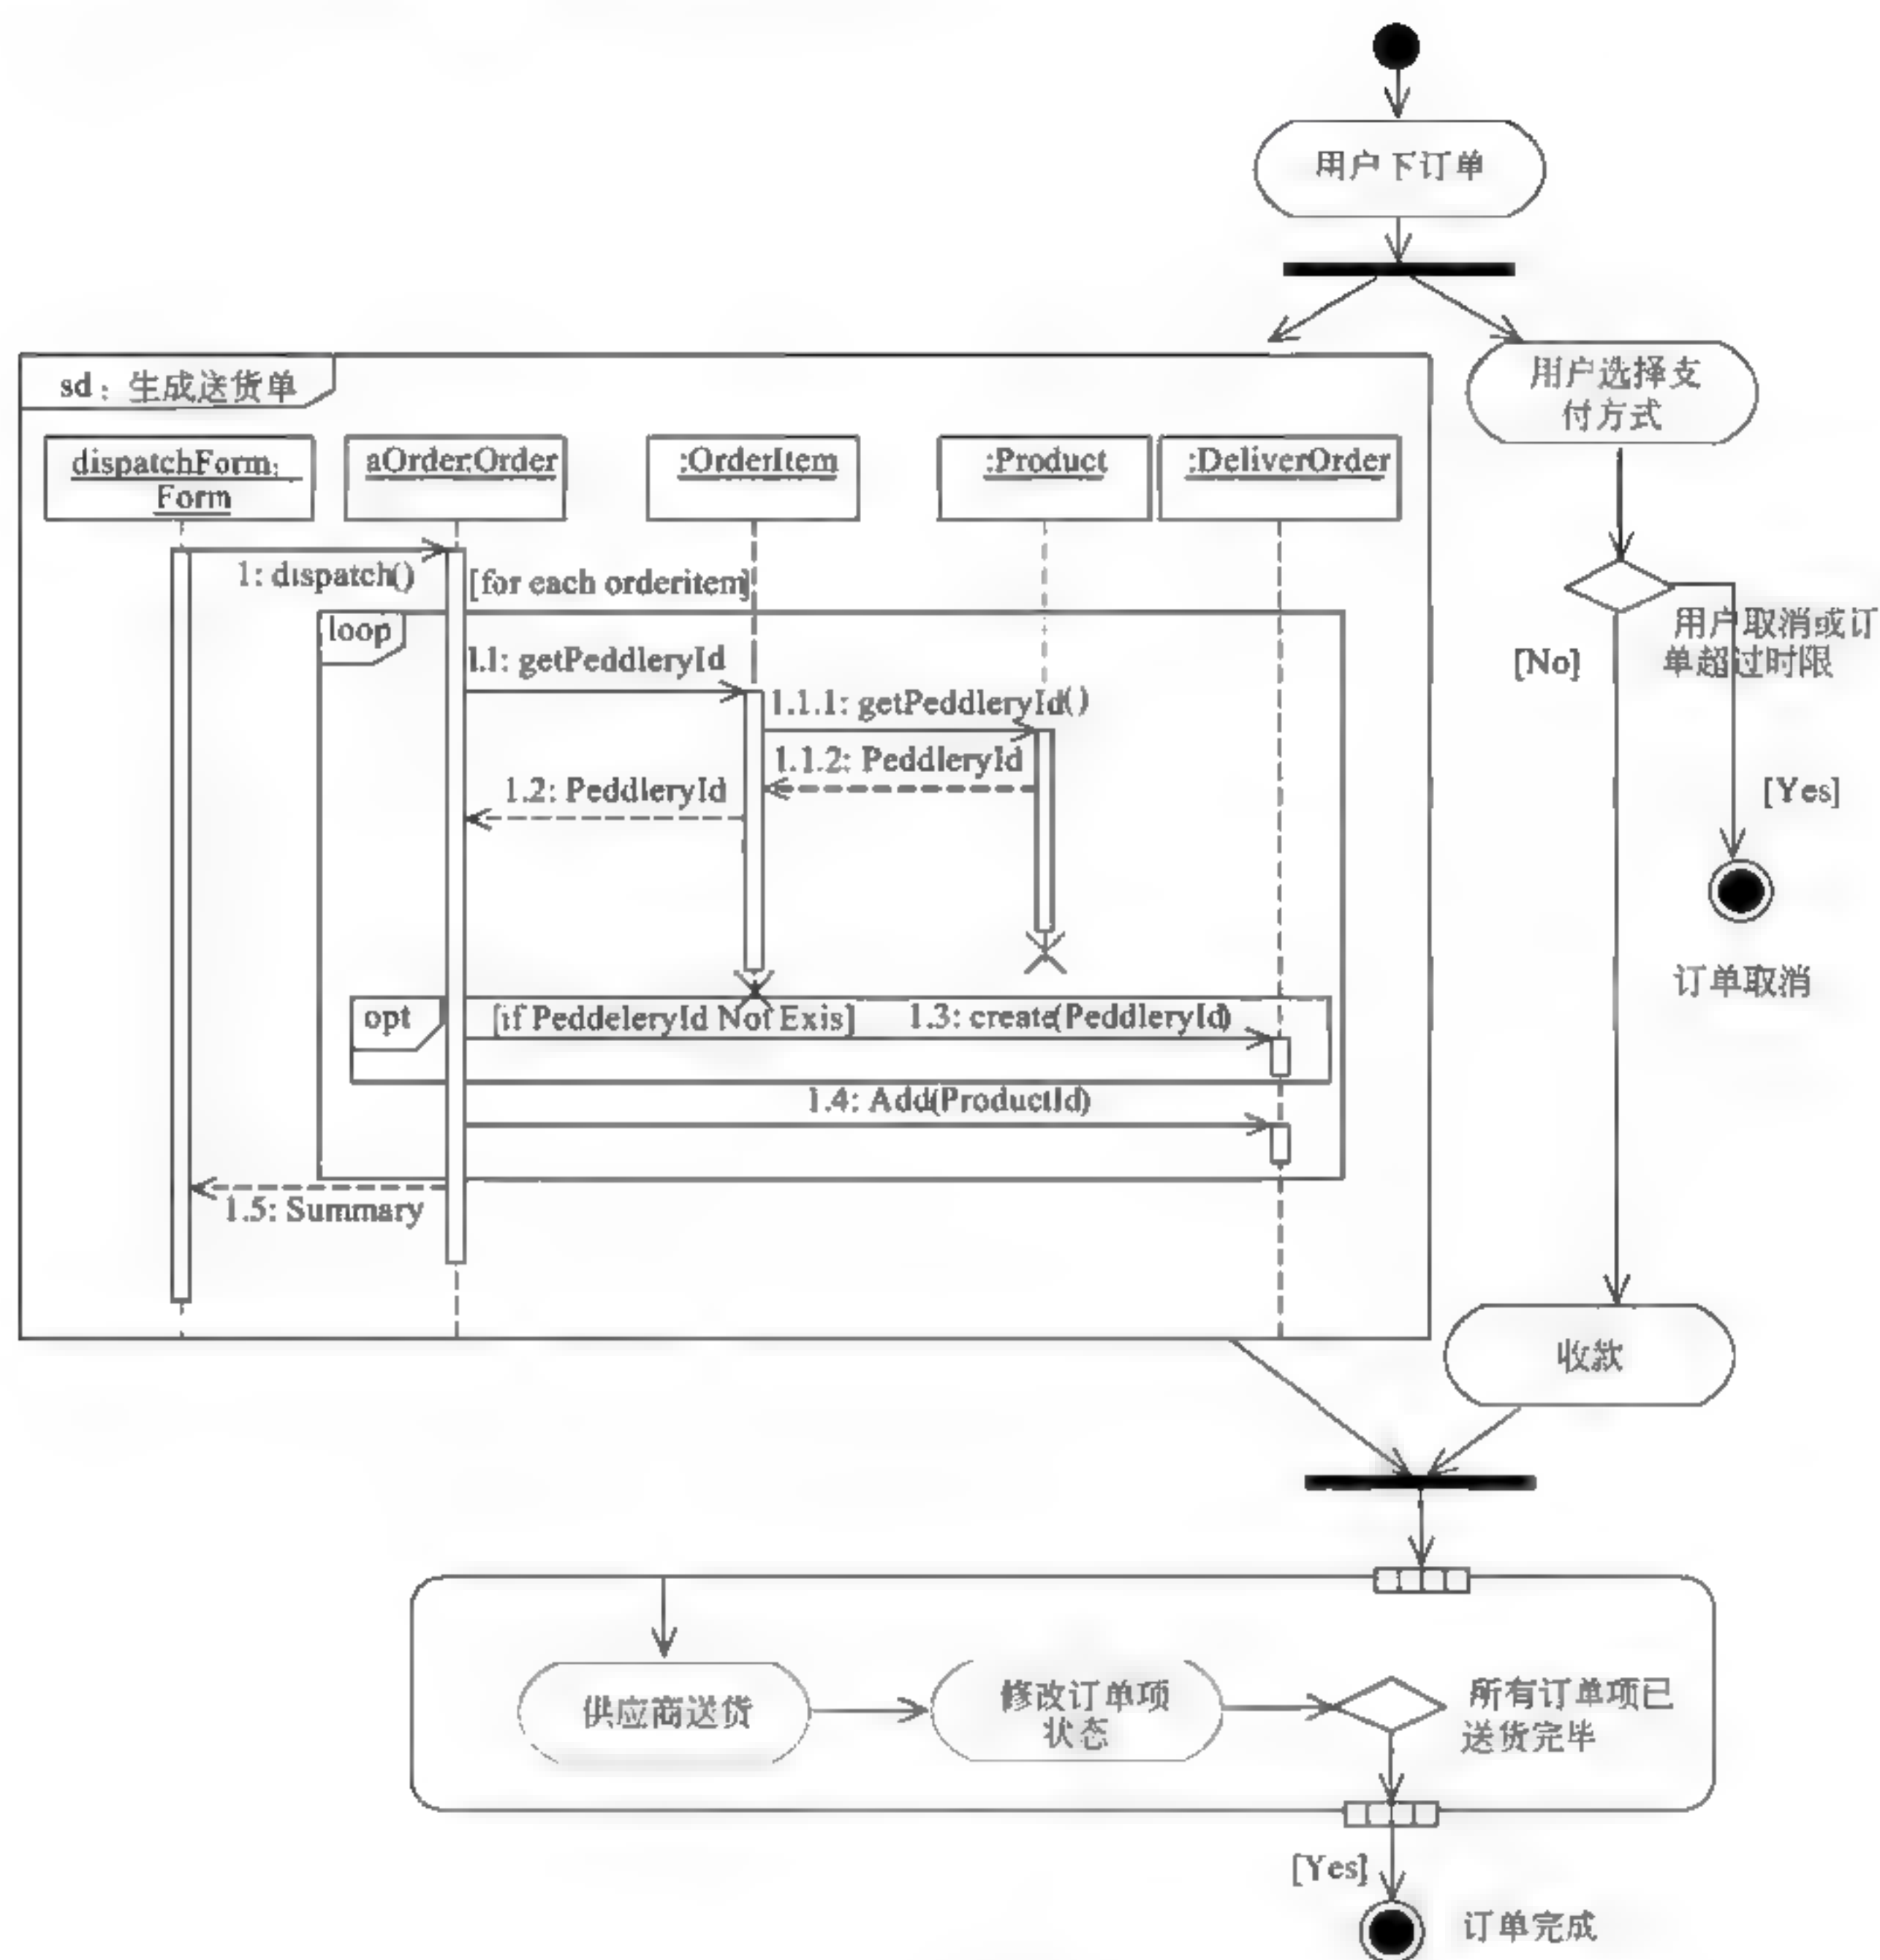 用户下订单
sd：生成送货单
用户选择支
付方式
dispatchForm:
Form
aOrder:Order
:OrderItem
:Product
:DeliverOrder
1: dispatch()
[for each orderitem]
loop
1.1: getPeddleryId
1.1.1: getPeddleryId()
1.1.2: PeddleryId
1.2: PeddleryId
用户取消或订
单超过时限
[No]
[Yes]
订单取消
opt
[if PeddeleryId Not Exis]
1.3: create(PeddleryId)
1.4: Add(ProductId)
1.5: Summary
收款
供应商送货
修改订单项
状态
所有订单项已
送货完毕
[Yes]
订单完成